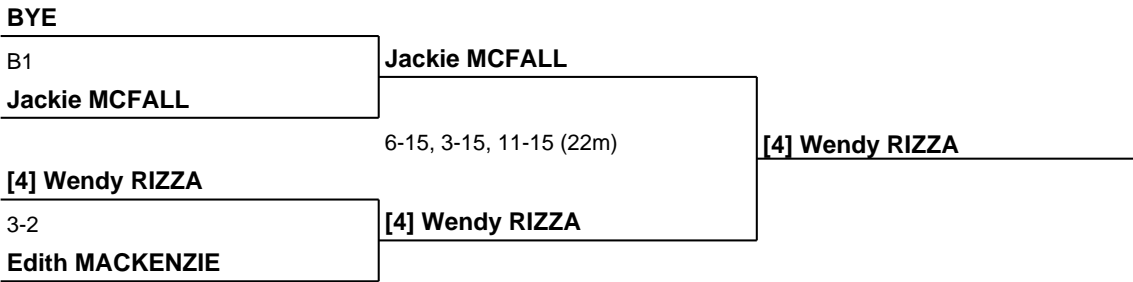 BYE
B1
Jackie MCFALL
Jackie MCFALL
6-15, 3-15, 11-15 (22m)
[4] Wendy RIZZA
[4] Wendy RIZZA
3-2
[4] Wendy RIZZA
Edith MACKENZIE